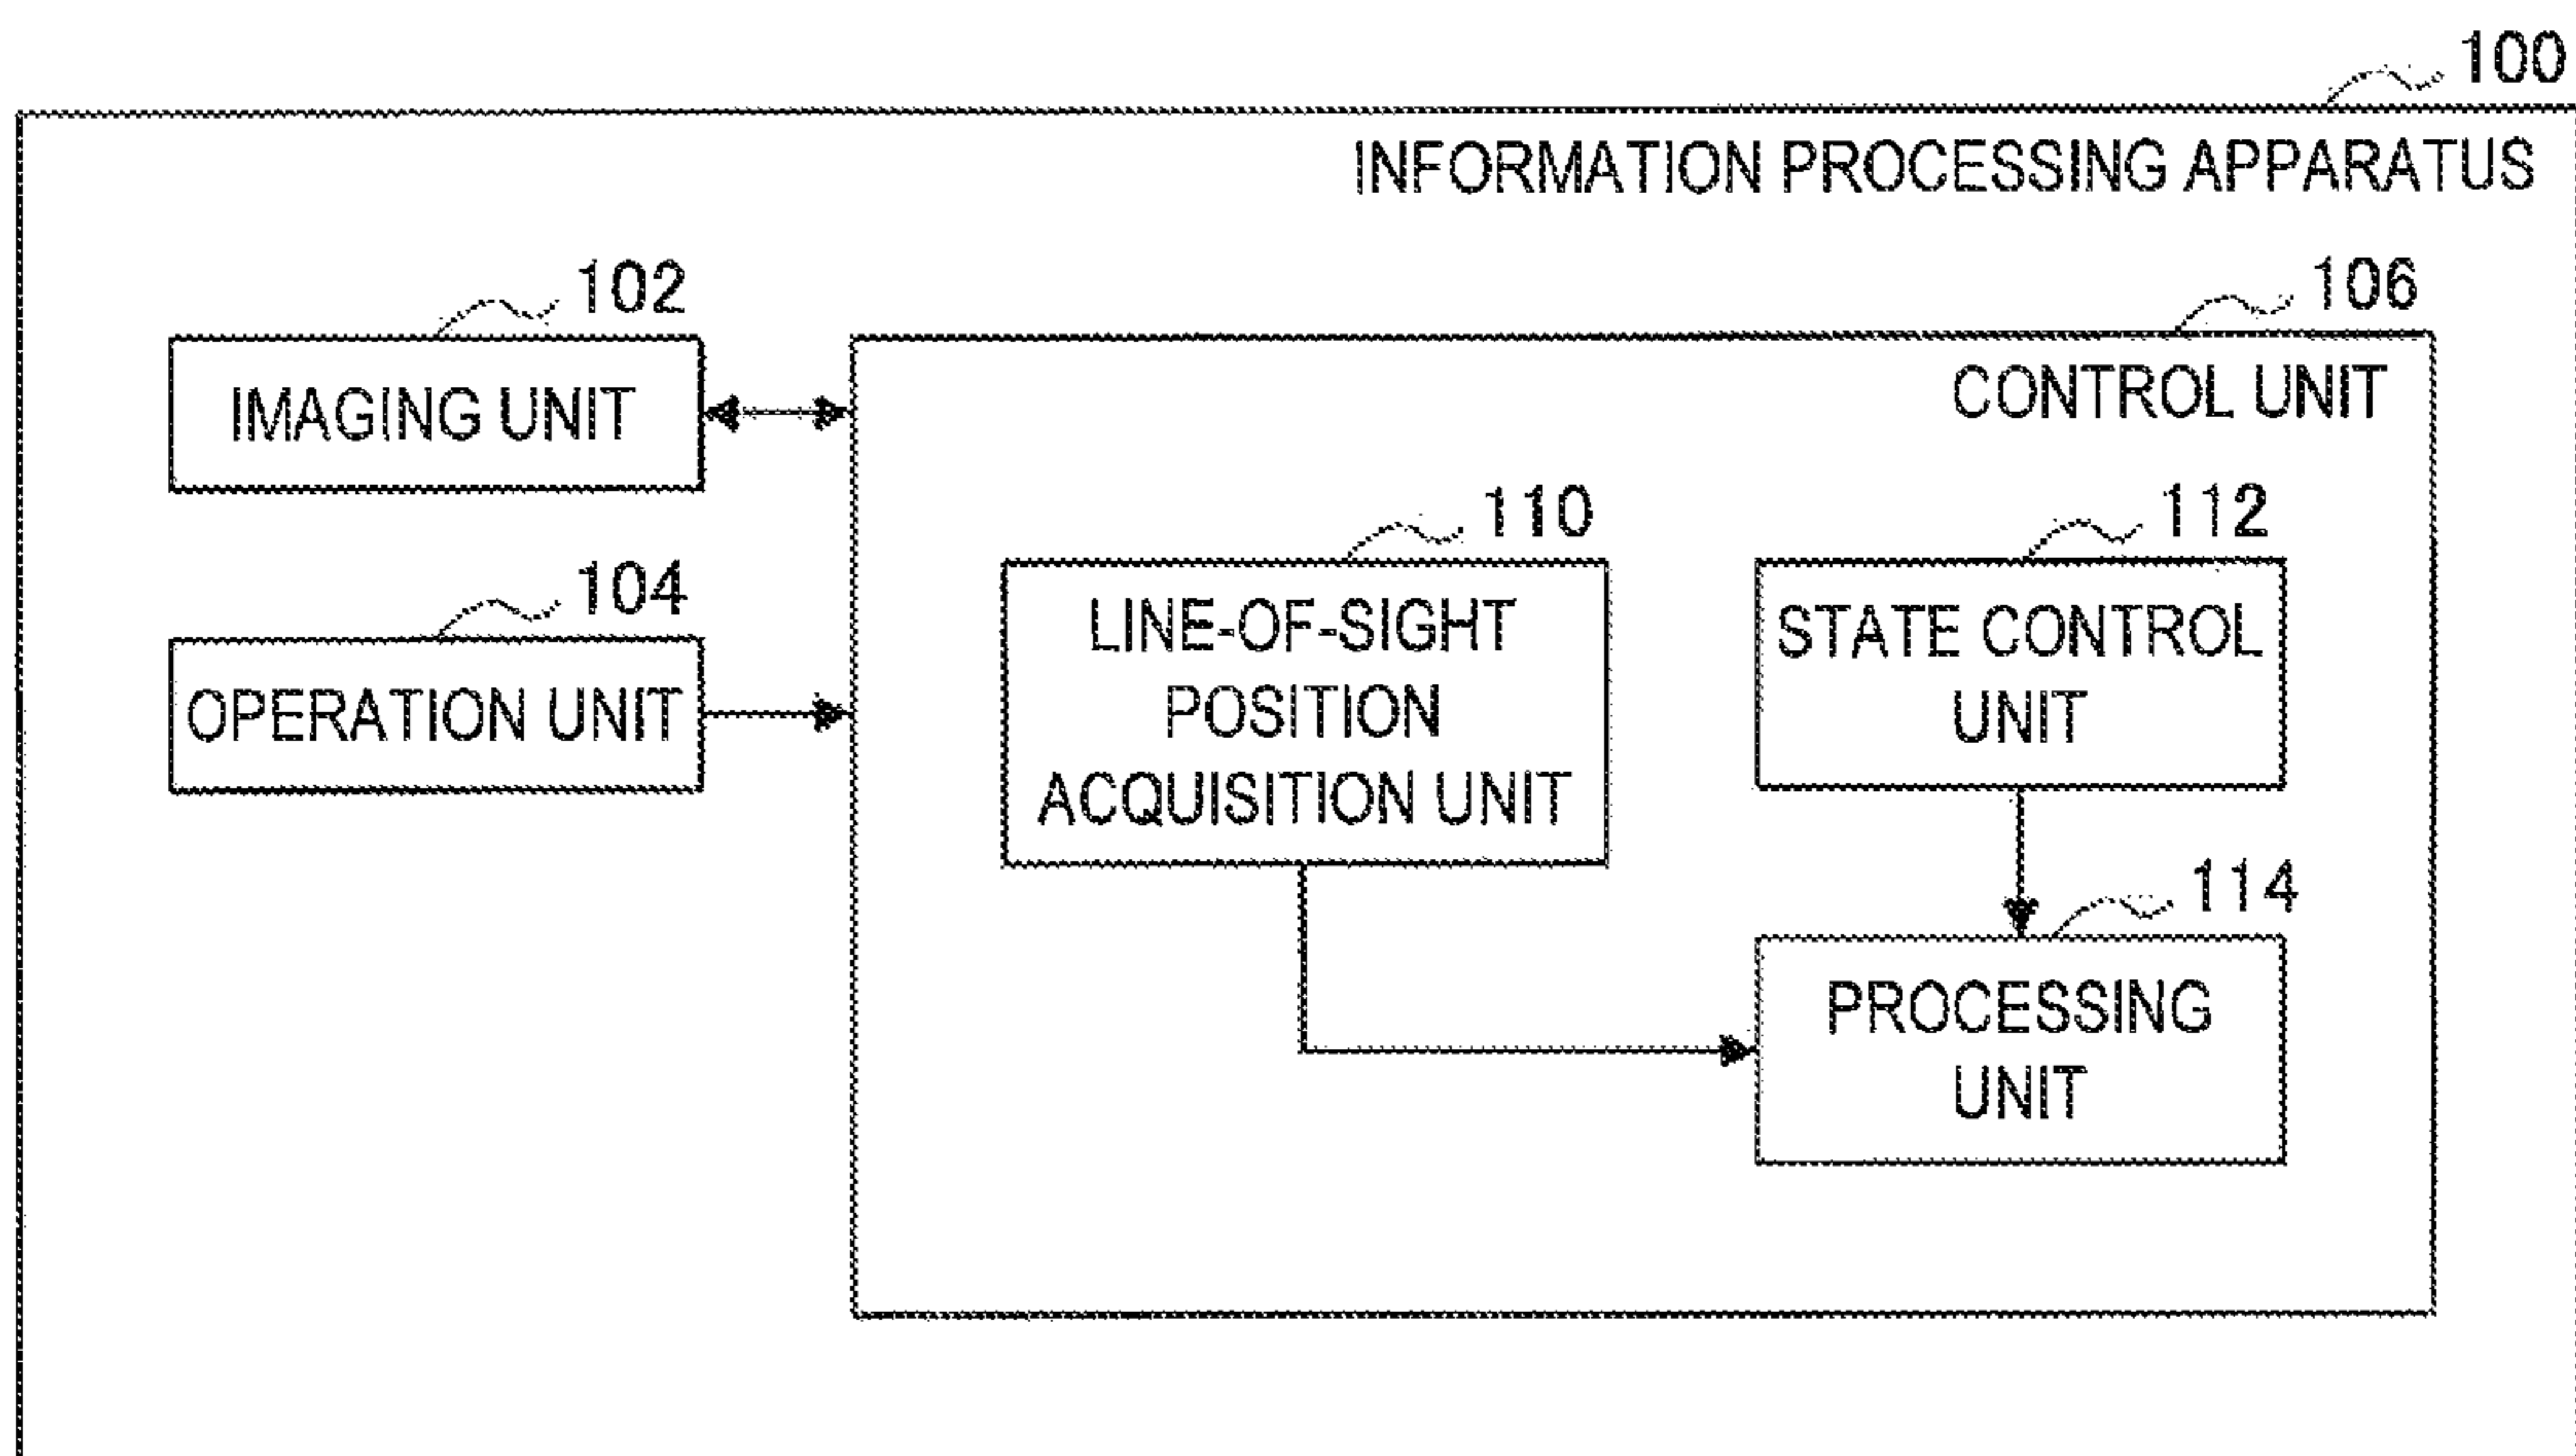 100
INFORMATION PROCESSING APPARATUS
102
106
IMAGING UNIT
CONTROL UNIT
110
112
104
LINE-OF-SIGHT
POSITION
ACQUISITION UNIT
STATE CONTROL
UNIT
OPERATION UNIT
114
PROCESSING
UNIT